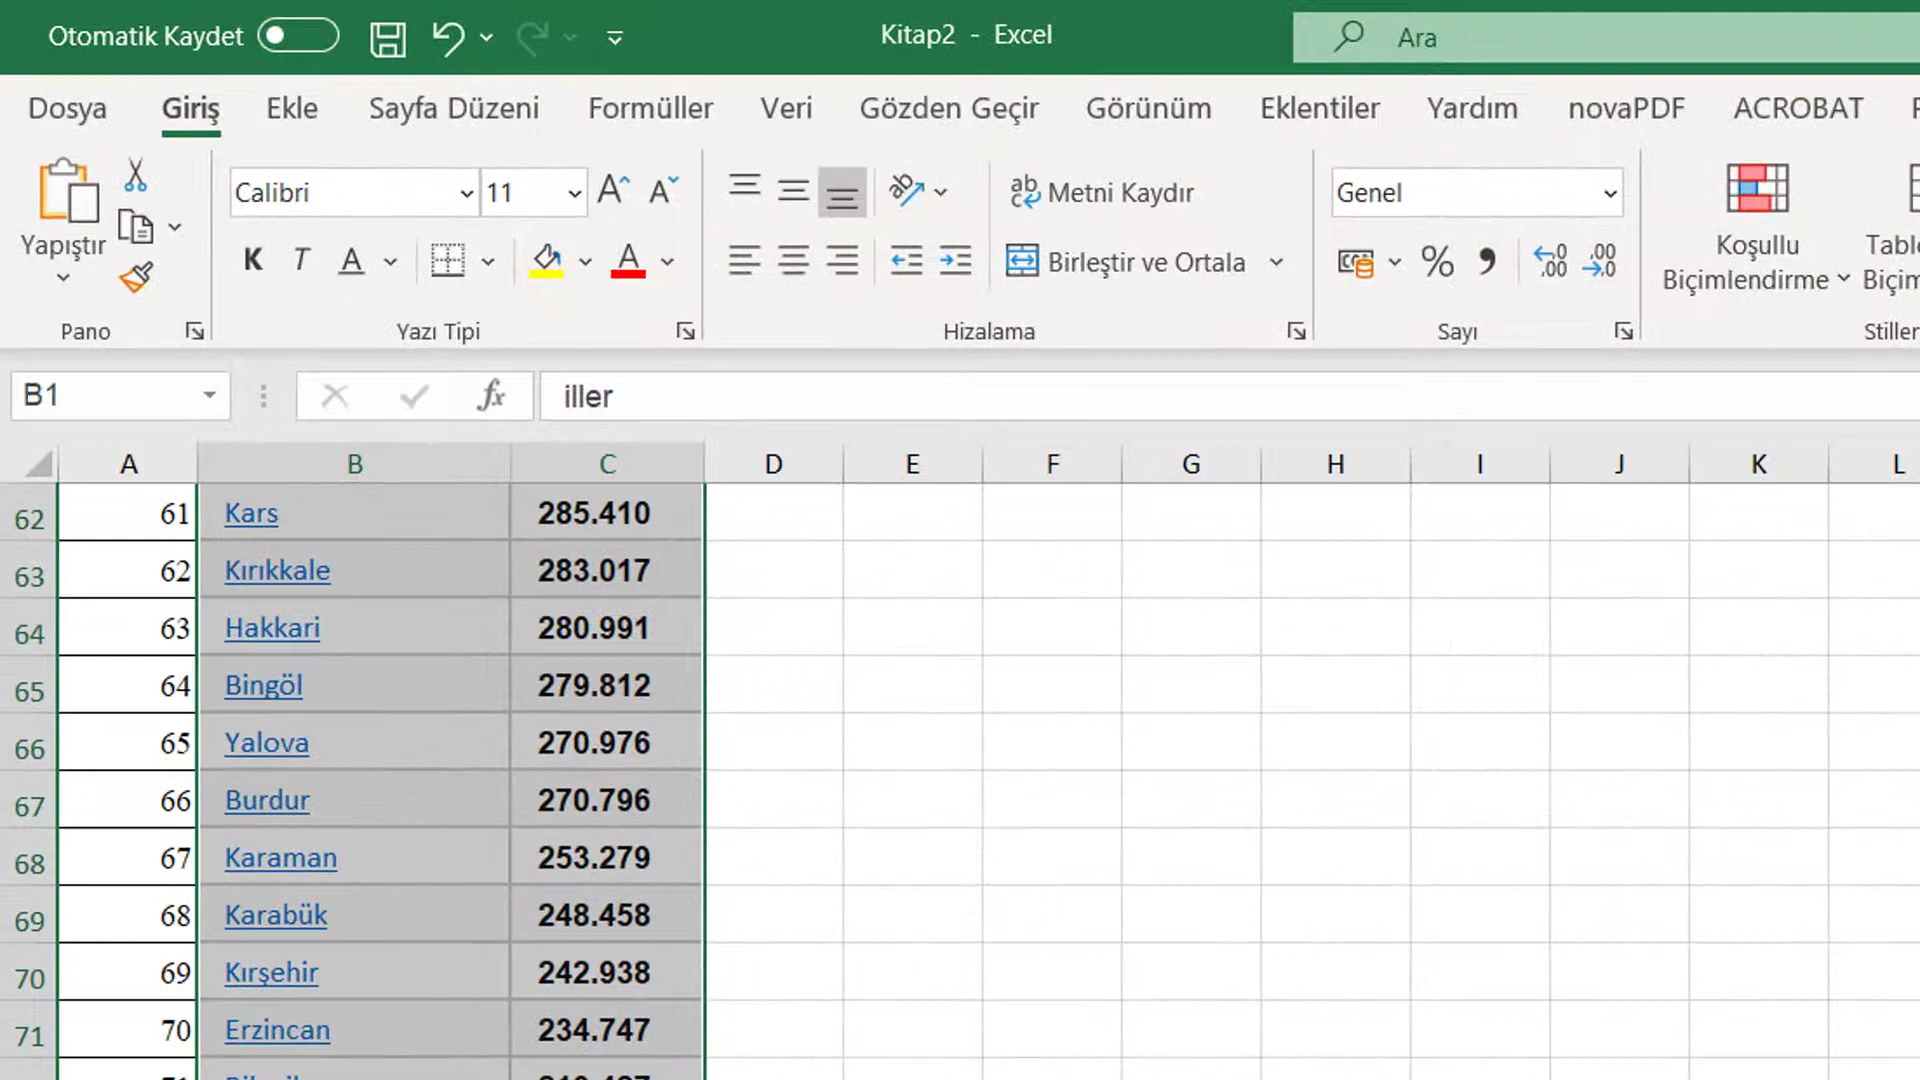 Otomatik Kaydet
Kitap2 - Excel
Ara
Dosya Giriş Ekle Sayfa Düzeni Formüller Veri Gözden Geçir Görünüm Eklentiler Yardım novaPDF ACROBAT
Yapıştır
Calibri 11
K T A
Metni Kaydır
Birleştir ve Ortala
Genel
% ,00 ,00
Koşullu
Biçimlendirme
Pano Yazı Tipi Hizalama Sayı Stiller
B1 fx iller
A B C D E F G H I J K L
62 61 Kars 285.410
63 62 Kırıkkale 283.017
64 63 Hakkari 280.991
65 64 Bingöl 279.812
66 65 Yalova 270.976
67 66 Burdur 270.796
68 67 Karaman 253.279
69 68 Karabük 248.458
70 69 Kırşehir 242.938
71 70 Erzincan 234.747